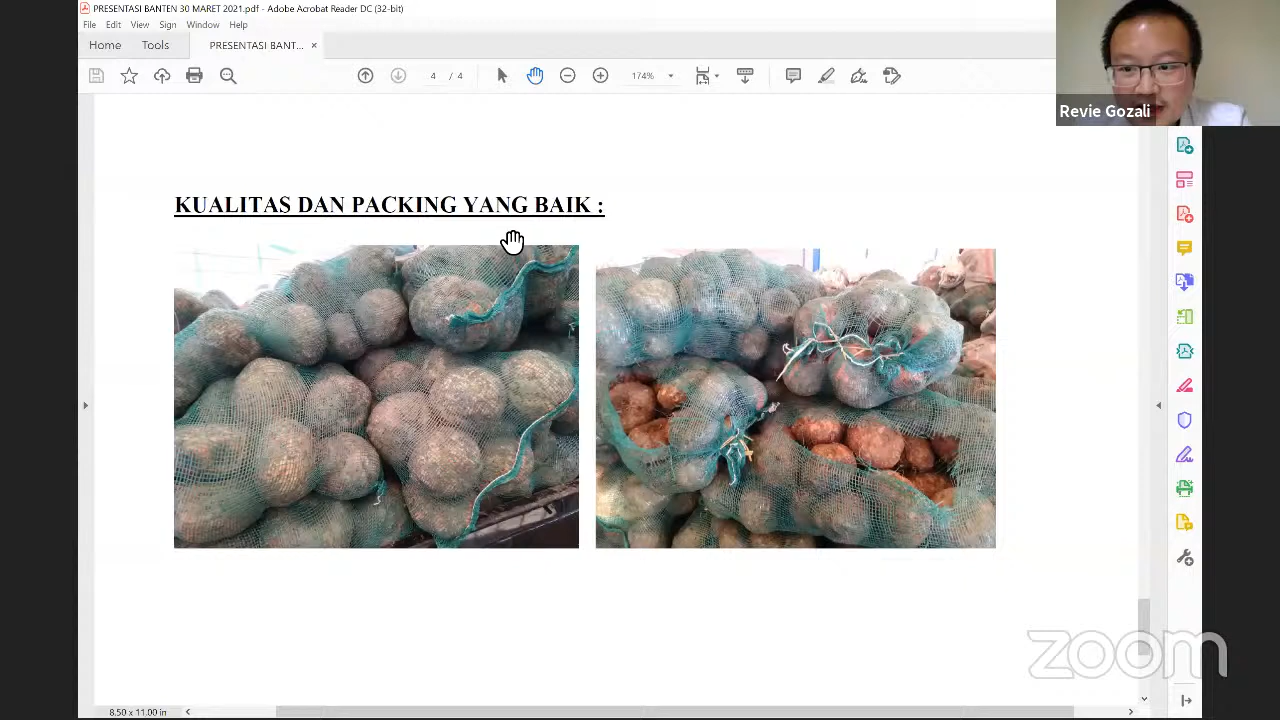 PRESENTASI BANTEN 30 MARET 2021.pdf - Adobe Acrobat Reader DC (32-bit)
File Edit View Sign Window Help
Home Tools PRESENTASI BANT... ×
4 / 4 174%
Revie Gozali
KUALITAS DAN PACKING YANG BAIK :
zoom
8.50 x 11.00 in